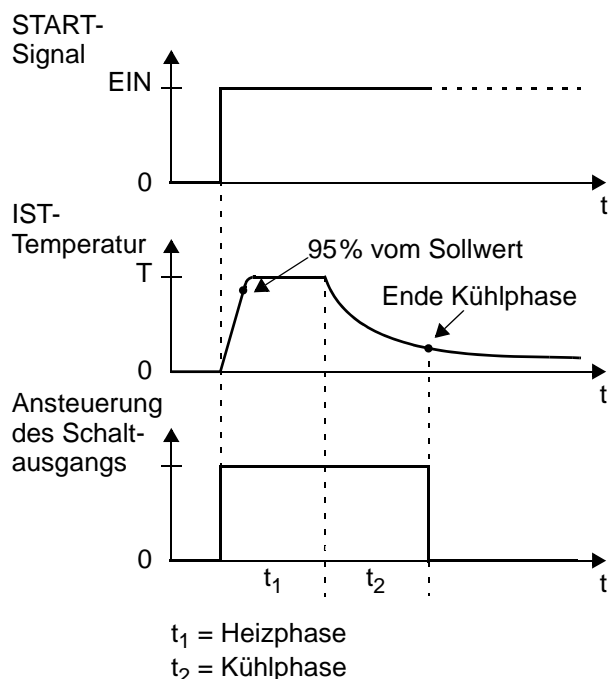 START-
Signal
EIN
0
t
IST-
Temperatur
T
95% vom Sollwert
Ende Kühlphase
0
t
Ansteuerung
des Schalt-
ausgangs
0
t₁
t₂
t
t₁ = Heizphase
t₂ = Kühlphase